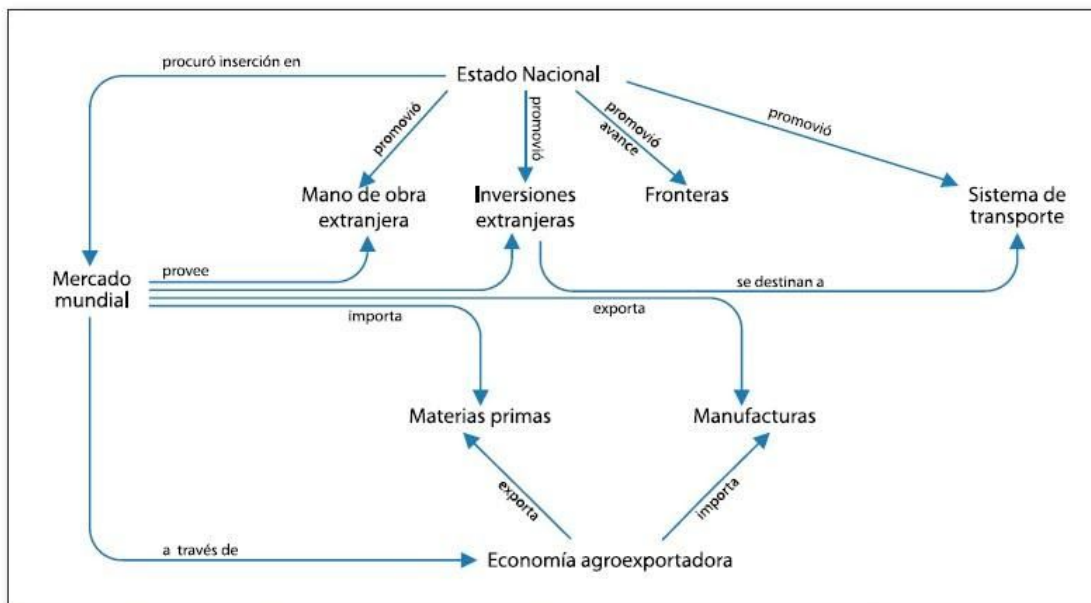 procuró inserción en
Estado Nacional
promovió
promovió
promovió
avance
promovió
Mano de obra
extranjera
Inversiones
extranjeras
Fronteras
Sistema de
transporte
Mercado
mundial
provee
se destinan a
importa
exporta
Materias primas
Manufacturas
exporta
importa
a través de
Economía agroexportadora